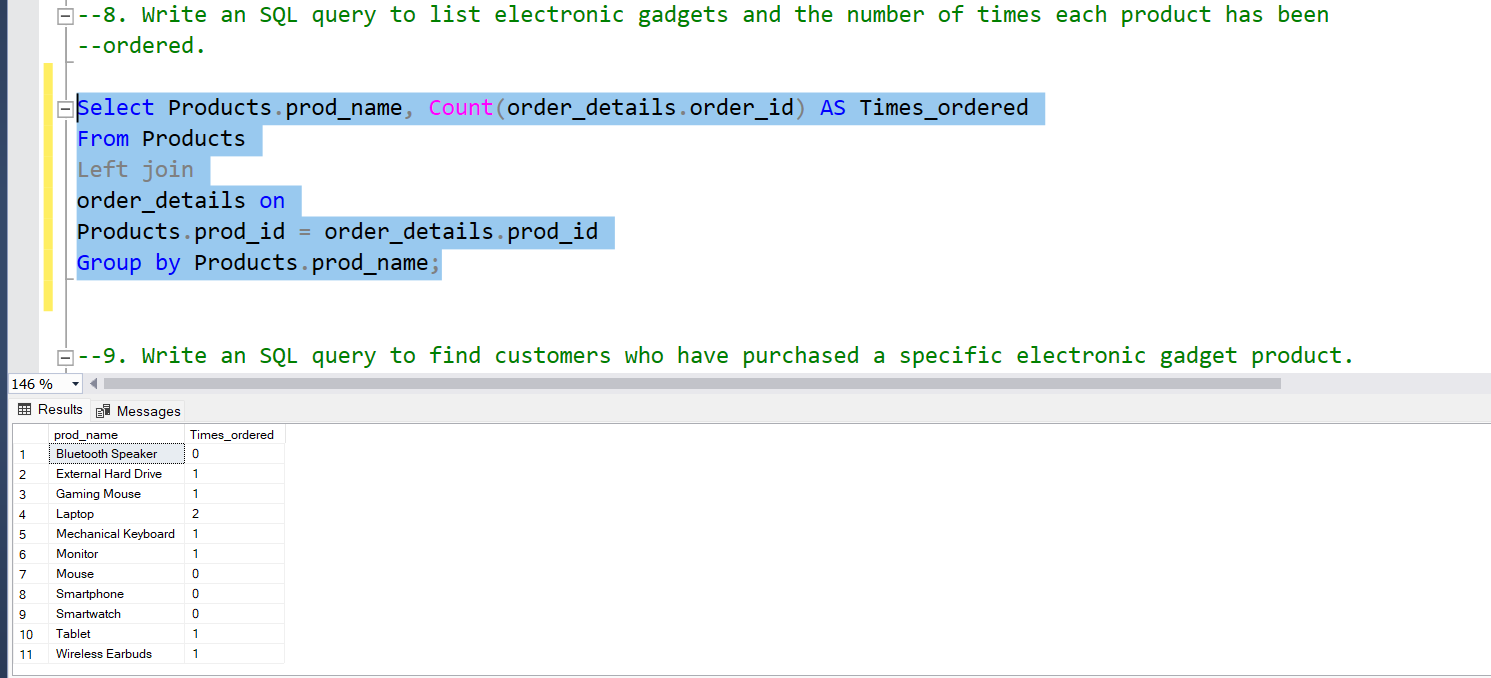 --8. Write an SQL query to list electronic gadgets and the number of times each product has been
--ordered.
Select Products.prod_name, Count(order_details.order_id) AS Times_ordered
From Products
Left join
order_details on
Products.prod_id = order_details.prod_id
Group by Products.prod_name;
--9. Write an SQL query to find customers who have purchased a specific electronic gadget product.
146 %
Results Messages
prod_name Times_ordered
1 Bluetooth Speaker 0
2 External Hard Drive 1
3 Gaming Mouse 1
4 Laptop 2
5 Mechanical Keyboard 1
6 Monitor 1
7 Mouse 0
8 Smartphone 0
9 Smartwatch 0
10 Tablet 1
11 Wireless Earbuds 1